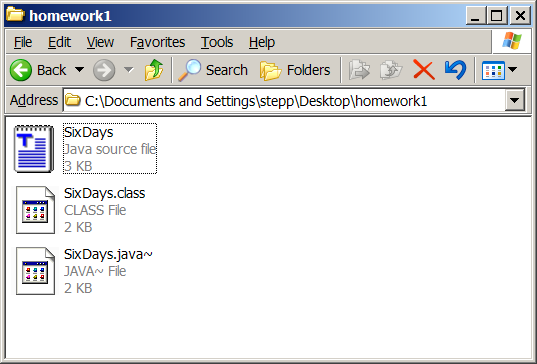 homework1
File Edit View Favorites Tools Help
Back Search Folders
Address C:\Documents and Settings\stepp\Desktop\homework1
SixDays
Java source file
3 KB
SixDays.class
CLASS File
2 KB
SixDays.java~
JAVA~ File
2 KB